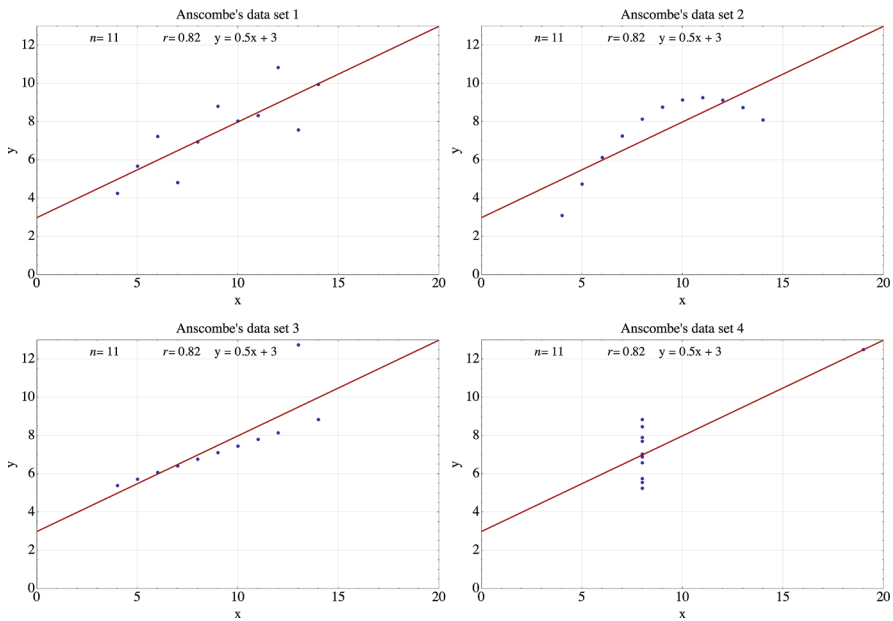 Anscombe's data set 1
n= 11 r= 0.82 y = 0.5x + 3
12
10
8
6
4
2
0
y
0 5 10 15 20
x
Anscombe's data set 2
n= 11 r= 0.82 y = 0.5x + 3
12
10
8
6
4
2
0
y
0 5 10 15 20
x
Anscombe's data set 3
n= 11 r= 0.82 y = 0.5x + 3
12
10
8
6
4
2
0
y
0 5 10 15 20
x
Anscombe's data set 4
n= 11 r= 0.82 y = 0.5x + 3
12
10
8
6
4
2
0
y
0 5 10 15 20
x